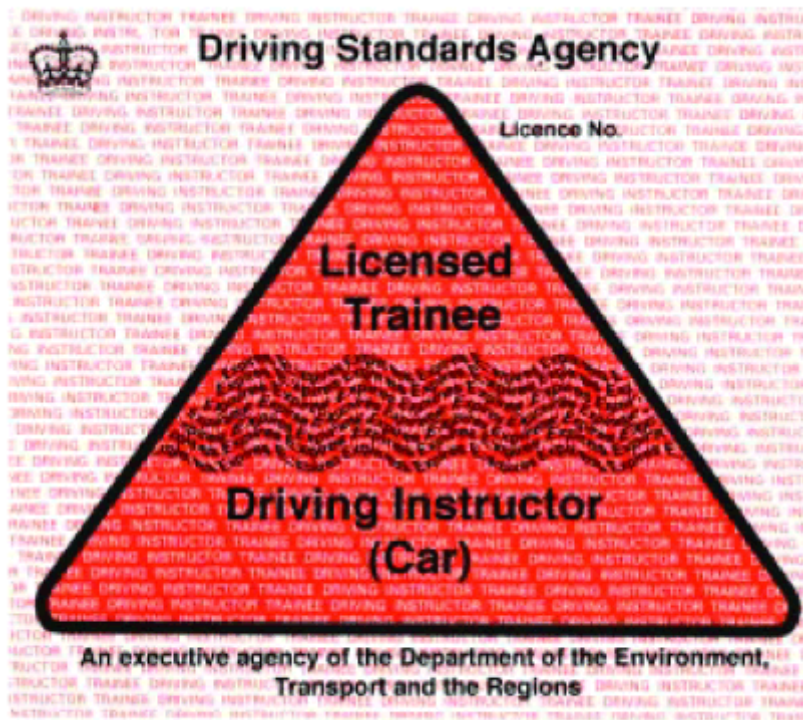 Driving Standards Agency
Licence No.
Licensed
Trainee
Driving Instructor
(Car)
An executive agency of the Department of the Environment,
Transport and the Regions